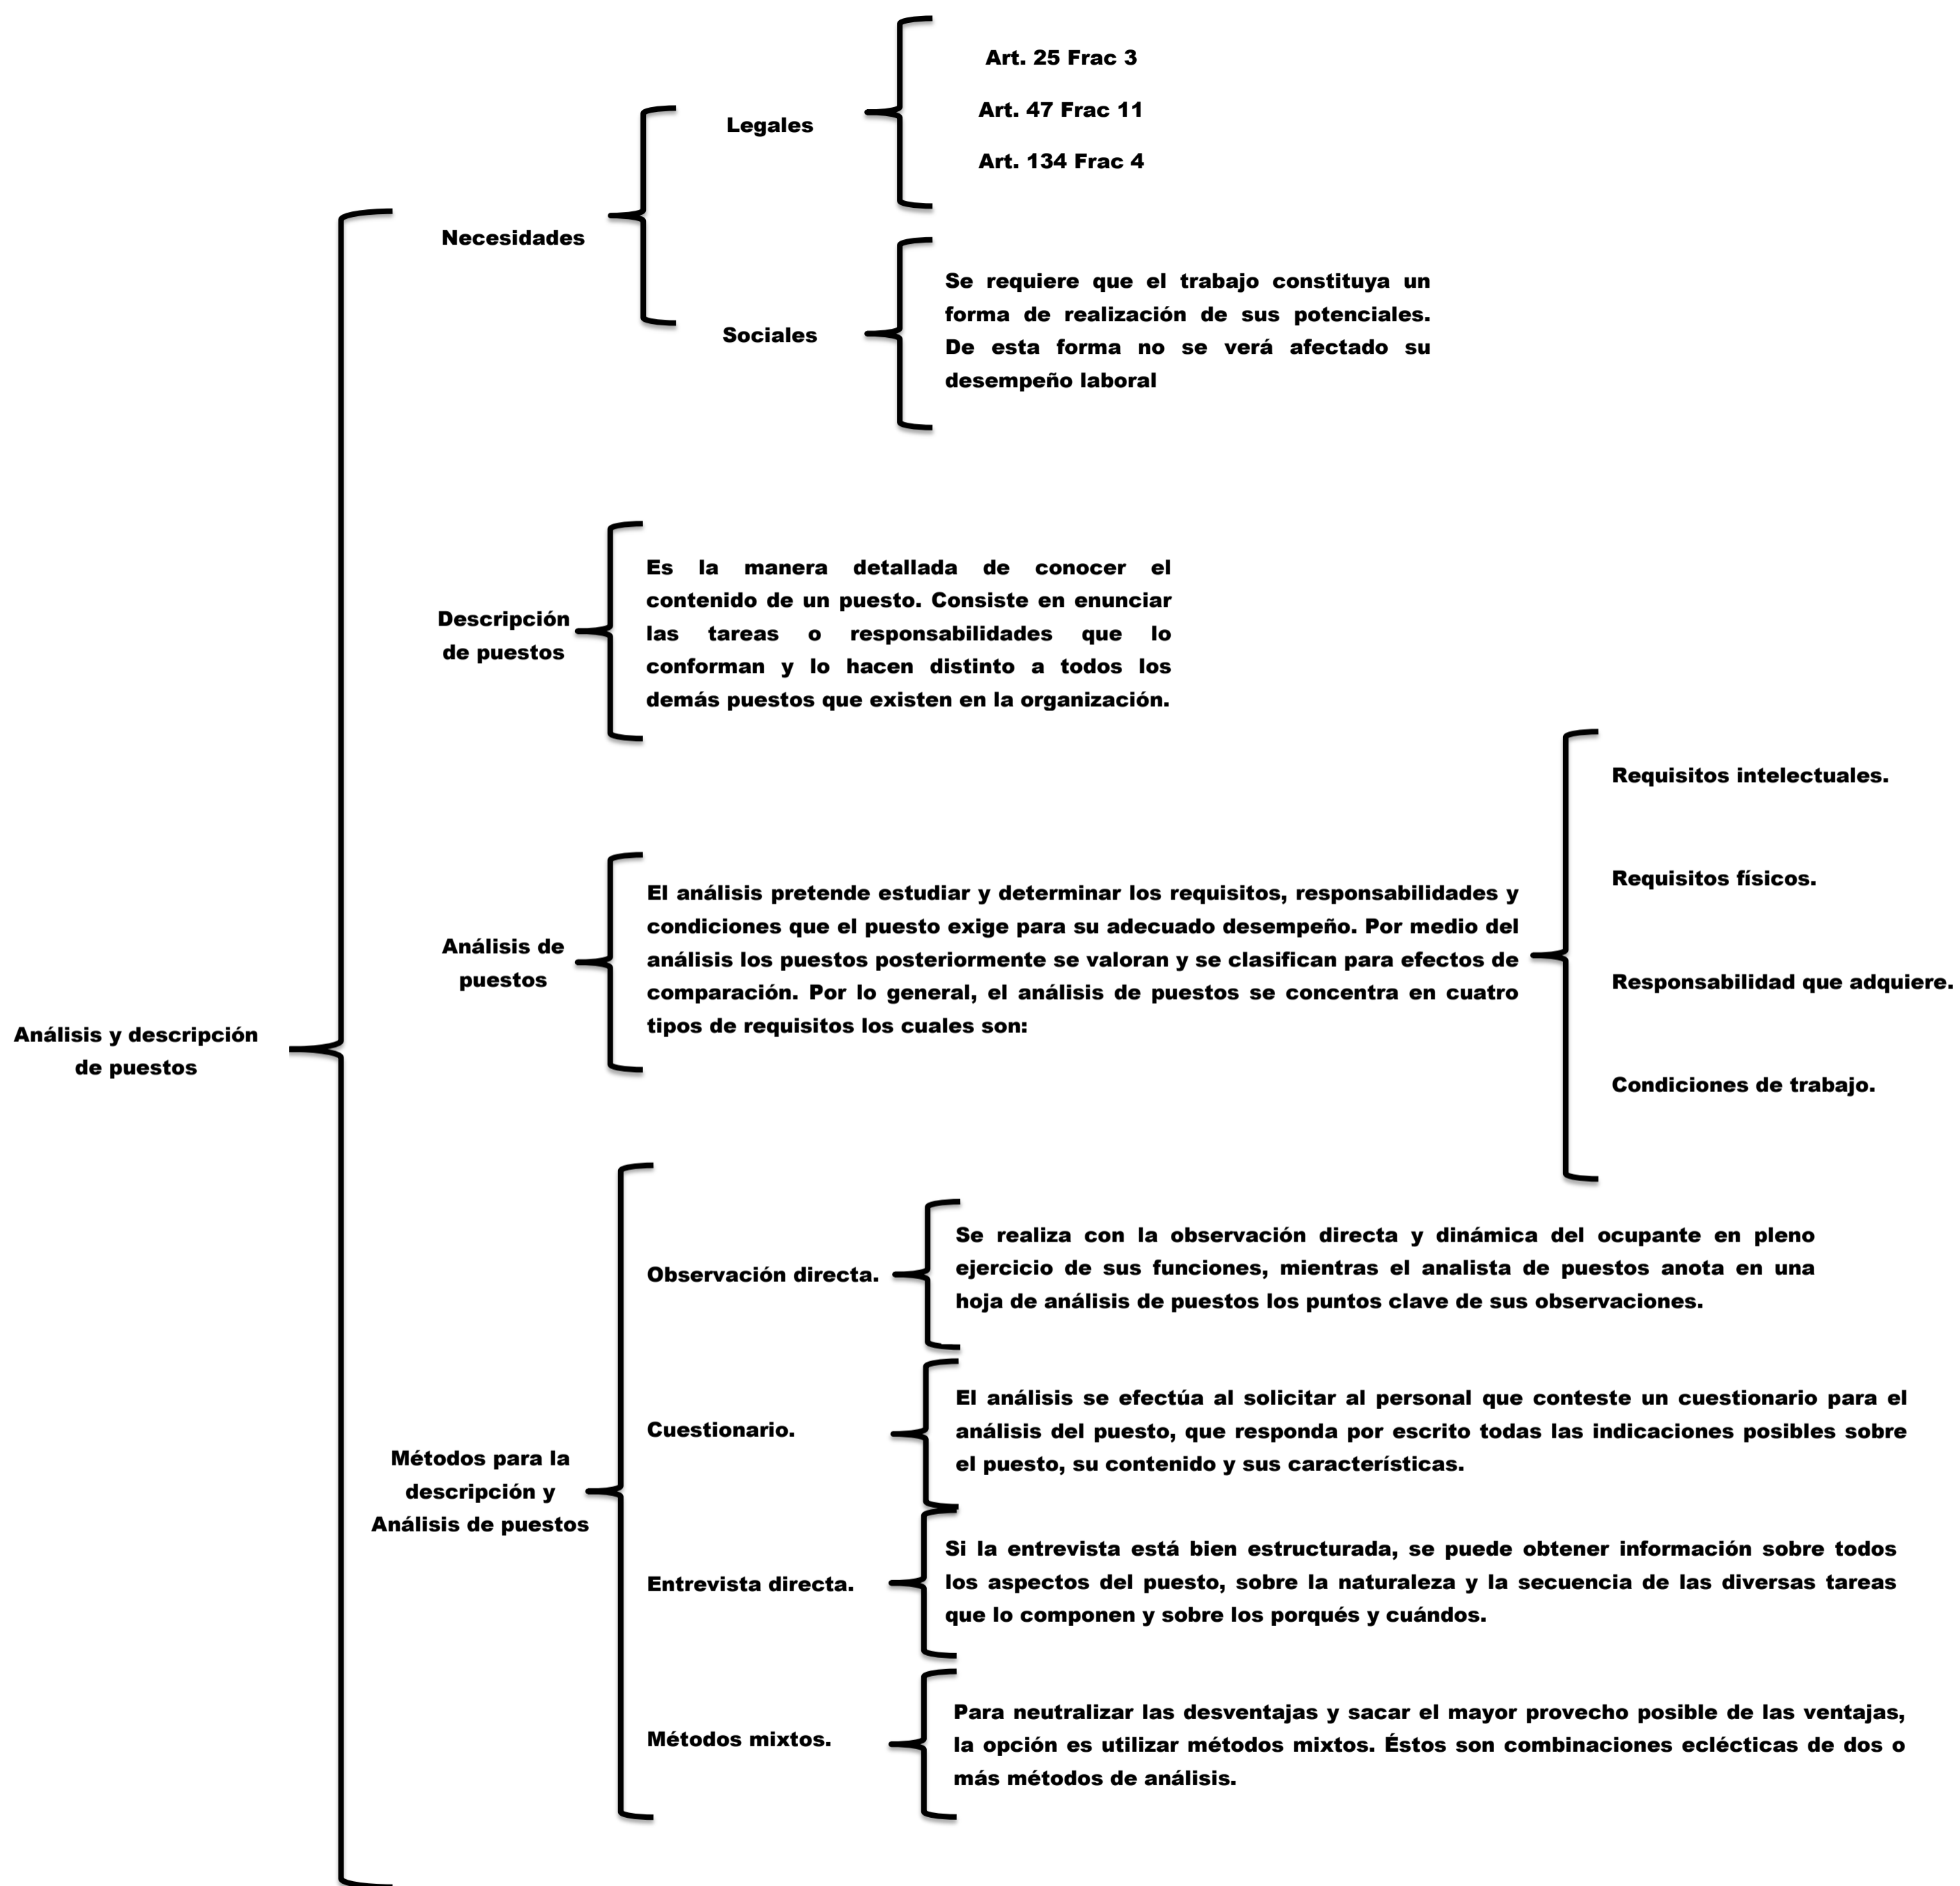 Análisis y descripción
de puestos
Necesidades
Legales
Art. 25 Frac 3
Art. 47 Frac 11
Art. 134 Frac 4
Sociales
Se requiere que el trabajo constituya un
forma de realización de sus potenciales.
De esta forma no se verá afectado su
desempeño laboral
Descripción
de puestos
Es la manera detallada de conocer el
contenido de un puesto. Consiste en enunciar
las tareas o responsabilidades que lo
conforman y lo hacen distinto a todos los
demás puestos que existen en la organización.
Análisis de
puestos
El análisis pretende estudiar y determinar los requisitos, responsabilidades y
condiciones que el puesto exige para su adecuado desempeño. Por medio del
análisis los puestos posteriormente se valoran y se clasifican para efectos de
comparación. Por lo general, el análisis de puestos se concentra en cuatro
tipos de requisitos los cuales son:
Requisitos intelectuales.
Requisitos físicos.
Responsabilidad que adquiere.
Condiciones de trabajo.
Métodos para la
descripción y
Análisis de puestos
Observación directa.
Se realiza con la observación directa y dinámica del ocupante en pleno
ejercicio de sus funciones, mientras el analista de puestos anota en una
hoja de análisis de puestos los puntos clave de sus observaciones.
Cuestionario.
El análisis se efectúa al solicitar al personal que conteste un cuestionario para el
análisis del puesto, que responda por escrito todas las indicaciones posibles sobre
el puesto, su contenido y sus características.
Entrevista directa.
Si la entrevista está bien estructurada, se puede obtener información sobre todos
los aspectos del puesto, sobre la naturaleza y la secuencia de las diversas tareas
que lo componen y sobre los porqués y cuándos.
Métodos mixtos.
Para neutralizar las desventajas y sacar el mayor provecho posible de las ventajas,
la opción es utilizar métodos mixtos. Éstos son combinaciones eclécticas de dos o
más métodos de análisis.